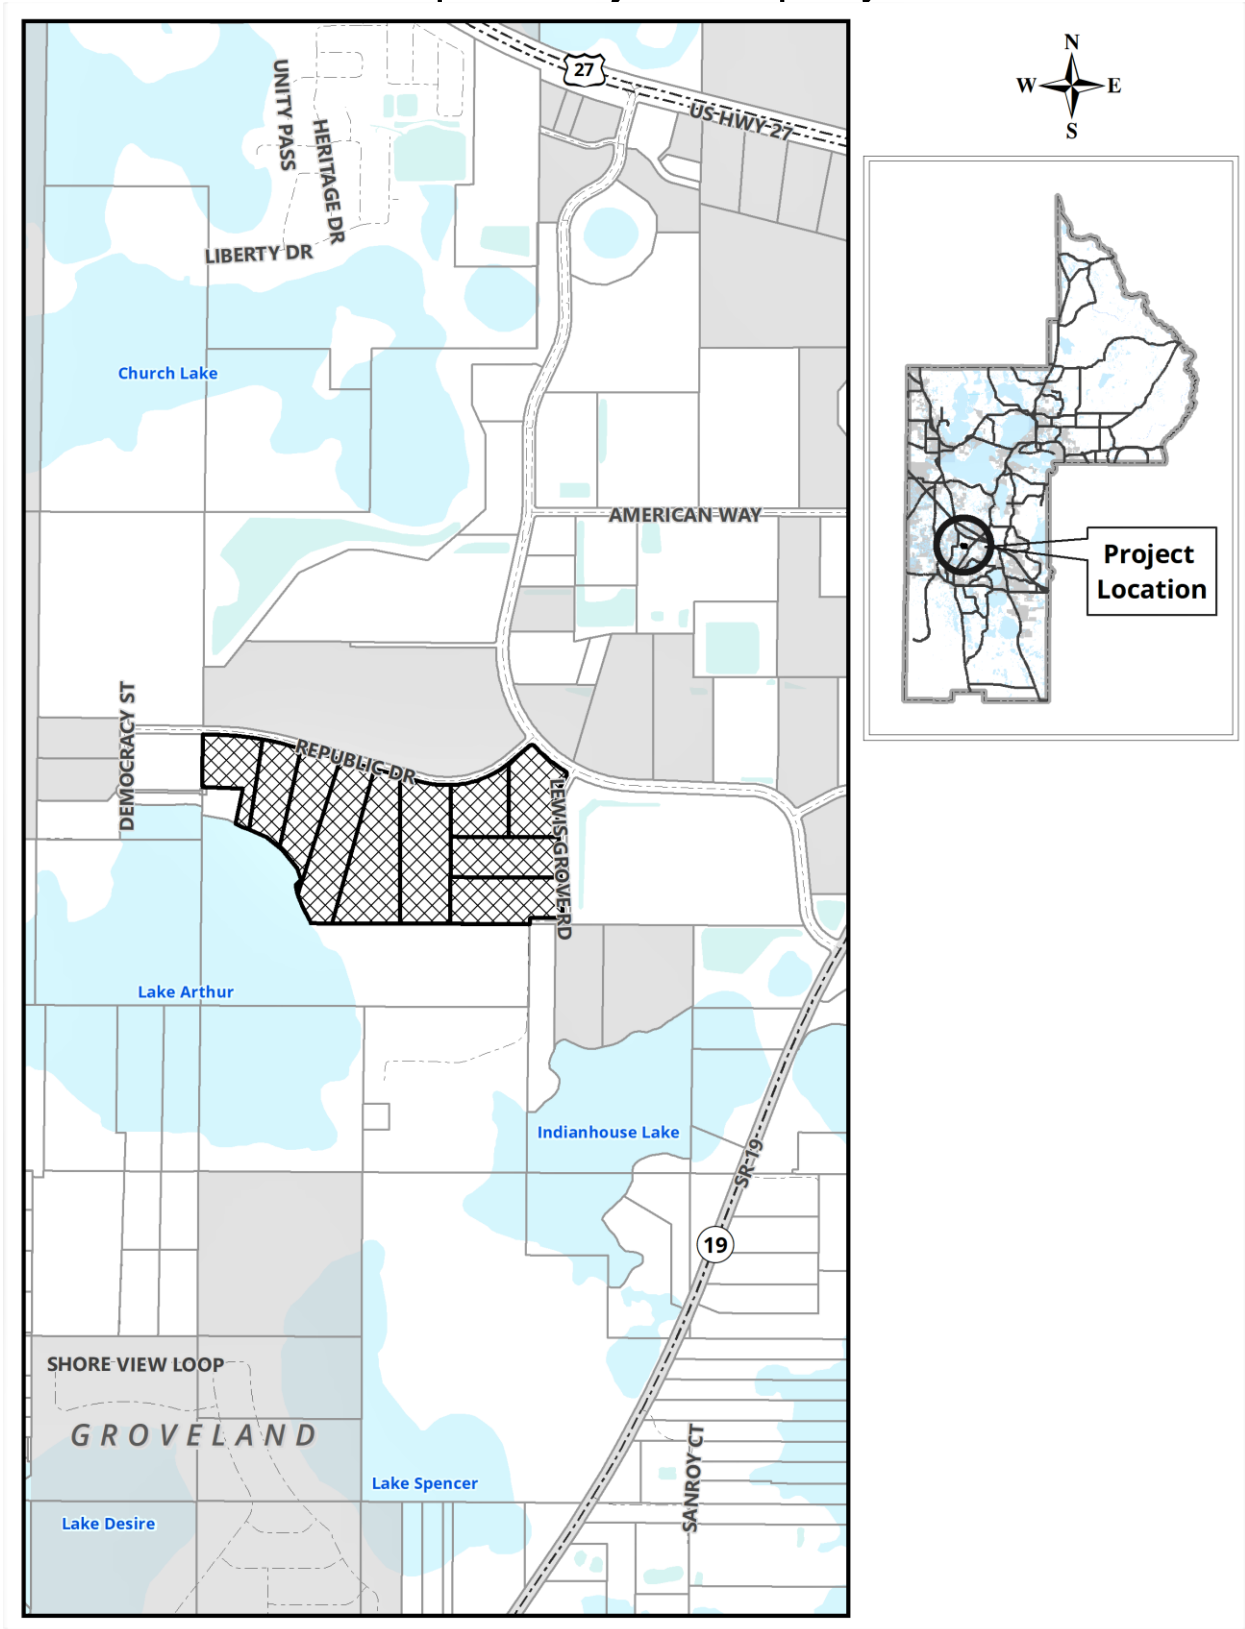 27
US HWY 27
UNITY PASS
HERITAGE DR
LIBERTY DR
Church Lake
AMERICAN WAY
DEMOCRACY ST
REPUBLIC DR
LEWIS GROVE RD
Lake Arthur
Indianhouse Lake
SR 19
19
SHORE VIEW LOOP
GROVELAND
SANROY CT
Lake Spencer
Lake Desire
N
W E
S
Project
Location